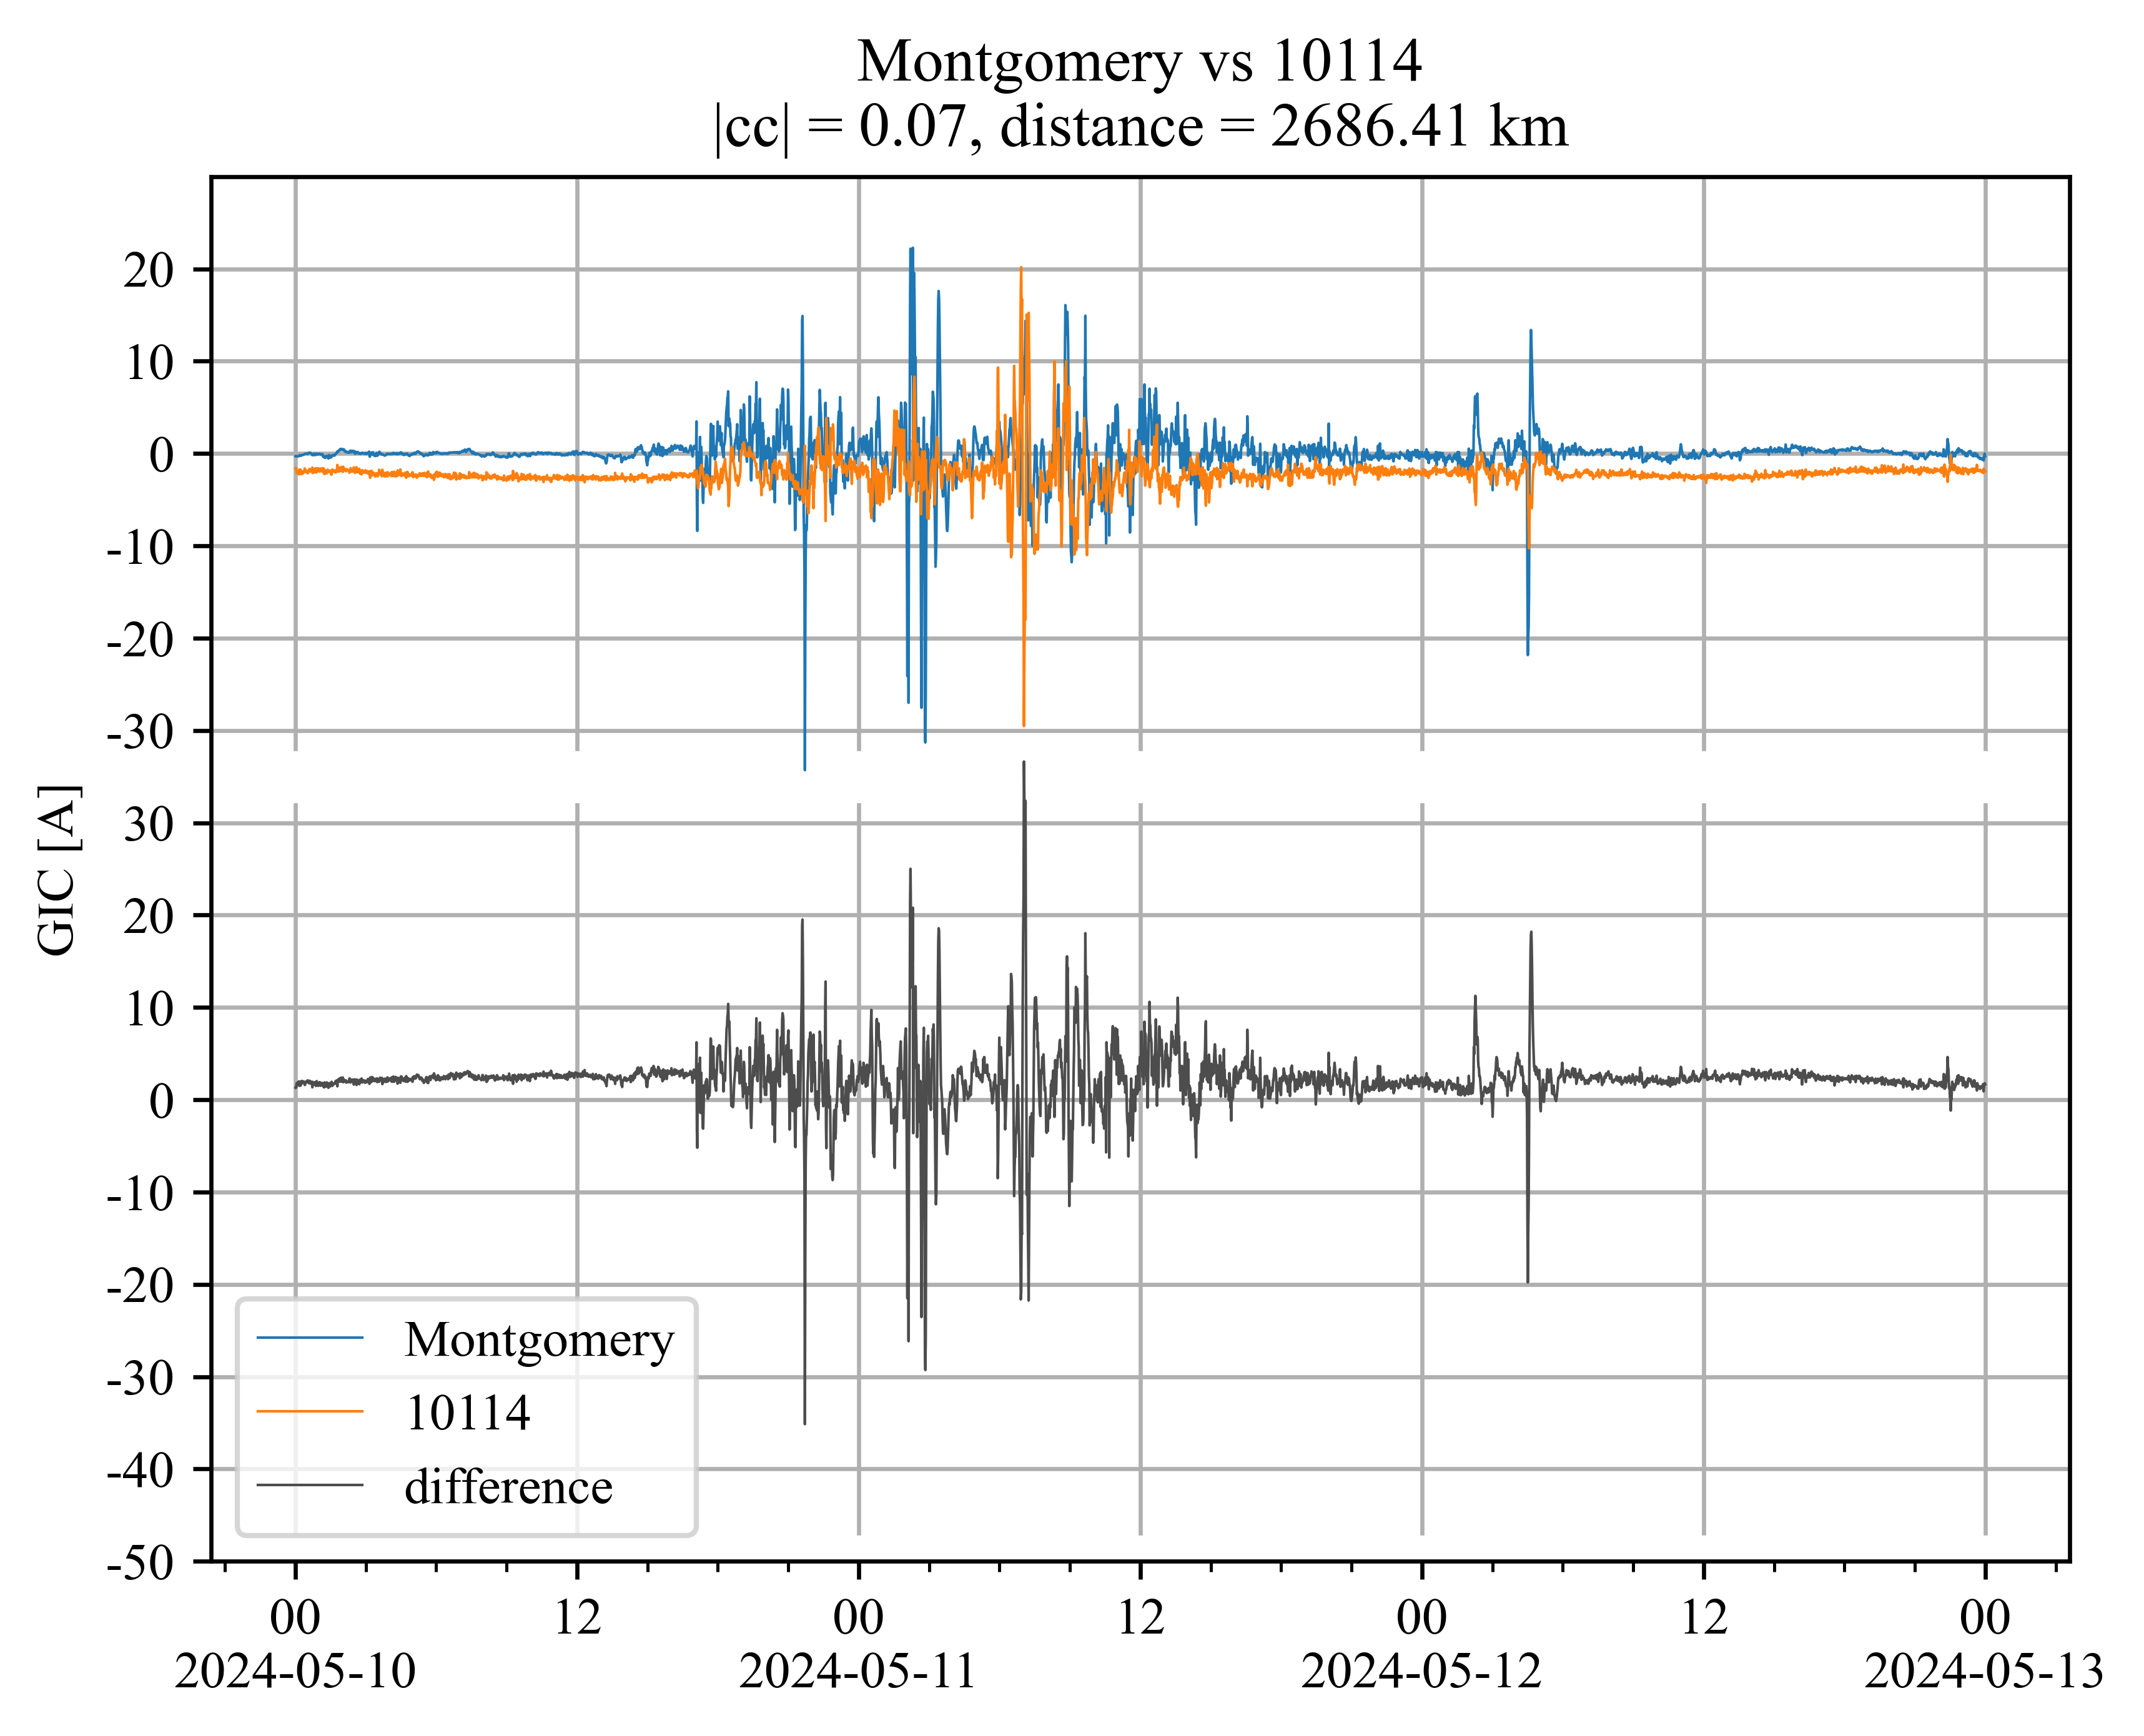 Montgomery vs 10114
|cc| = 0.07, distance = 2686.41 km
GIC [A]
20
10
0
-10
-20
-30
30
20
10
0
-10
-20
-30
-40
-50
Montgomery
10114
difference
00 12 00 12 00 12 00
2024-05-10 2024-05-11 2024-05-12 2024-05-13